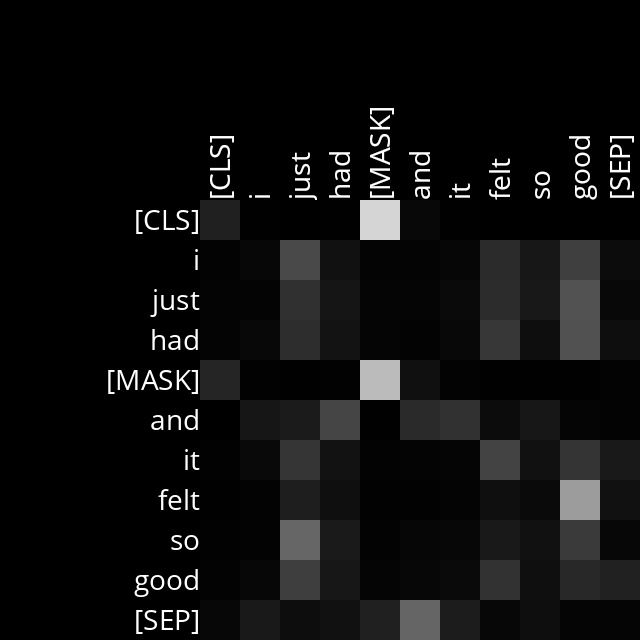 [CLS] i just had [MASK] and it felt so good [SEP]
[CLS]
i
just
had
[MASK]
and
it
felt
so
good
[SEP]